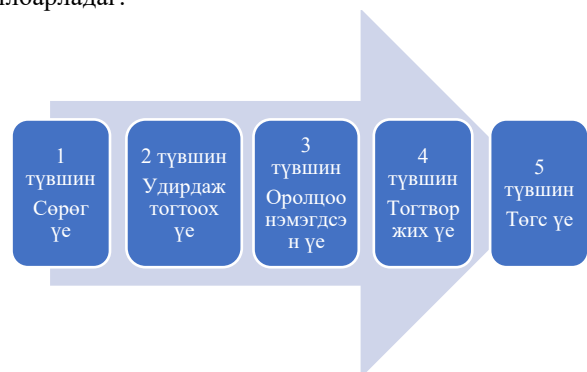 1
түвшин
Сөрөг
үе
2 түвшин
Удирдаж
тогтоох
үе
3
түвшин
Оролцоо
нэмэгдсэ
н үе
4
түвшин
Тогтвор
жих үе
5
түвшин
Төгс үе